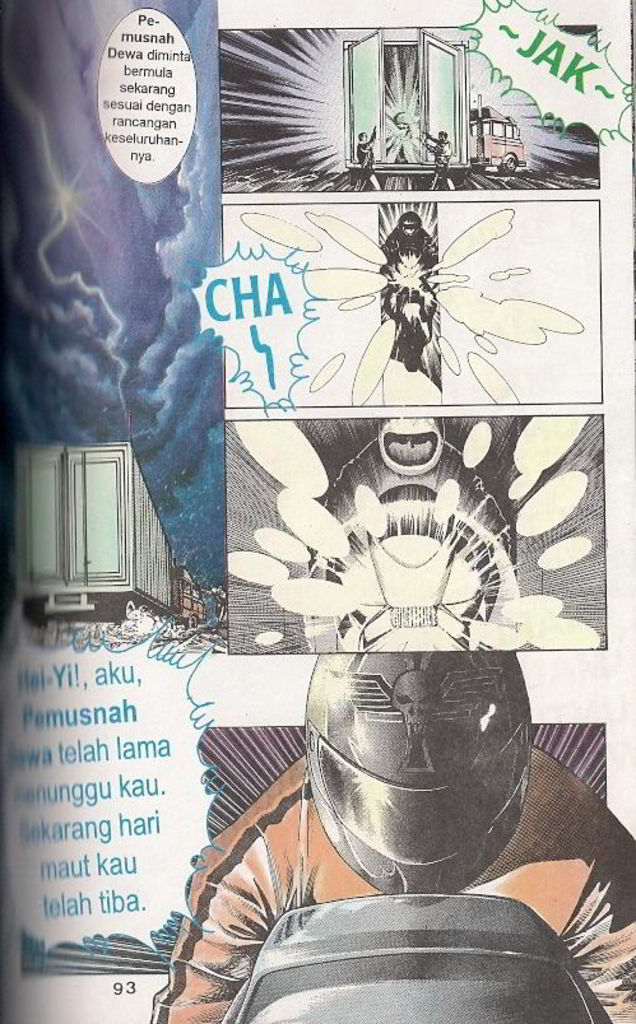 Pe-
musnah
Dewa diminta
bermula
sekarang
sesuai dengan
rancangan
keseluruhan-
nya.
~JAK~
CHA
Hei-Yi!, aku,
Pemusnah
Dewa telah lama
menunggu kau.
Sekarang hari
maut kau
telah tiba.
93